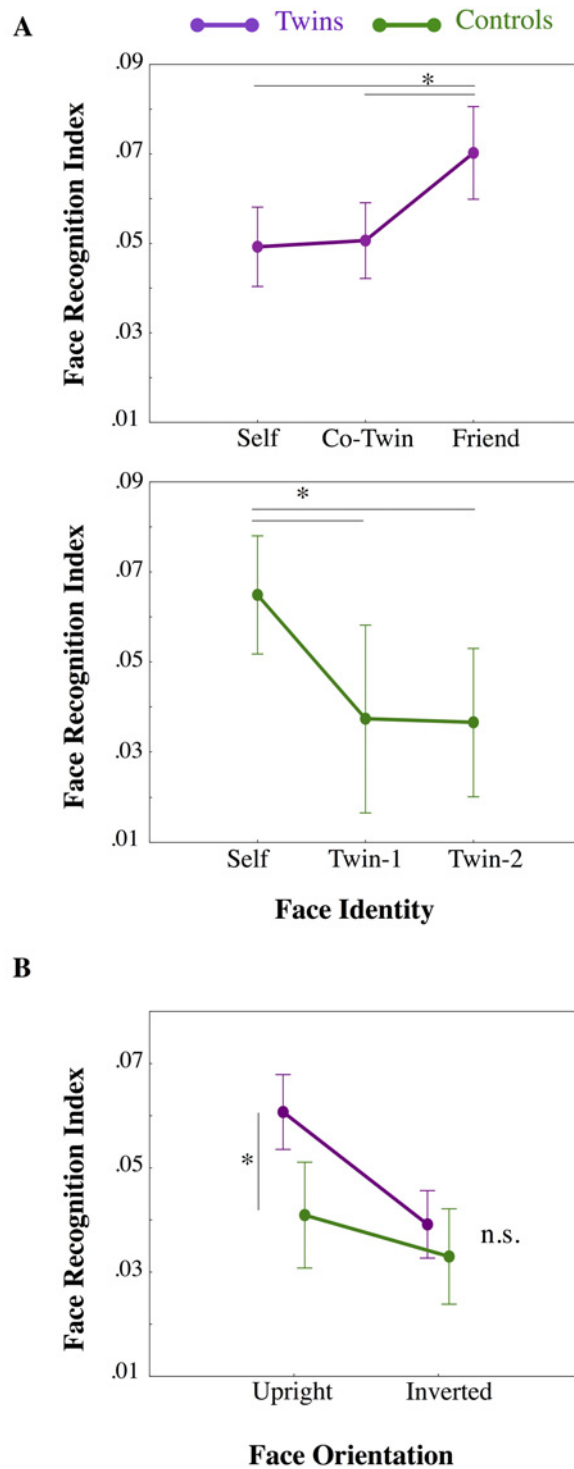 A
Twins
Controls
Face Recognition Index
.09
.07
.05
.03
.01
*
Self
Co-Twin
Friend
Face Recognition Index
.09
.07
.05
.03
.01
*
Self
Twin-1
Twin-2
Face Identity
B
Face Recognition Index
.07
.05
.03
.01
*
n.s.
Upright
Inverted
Face Orientation